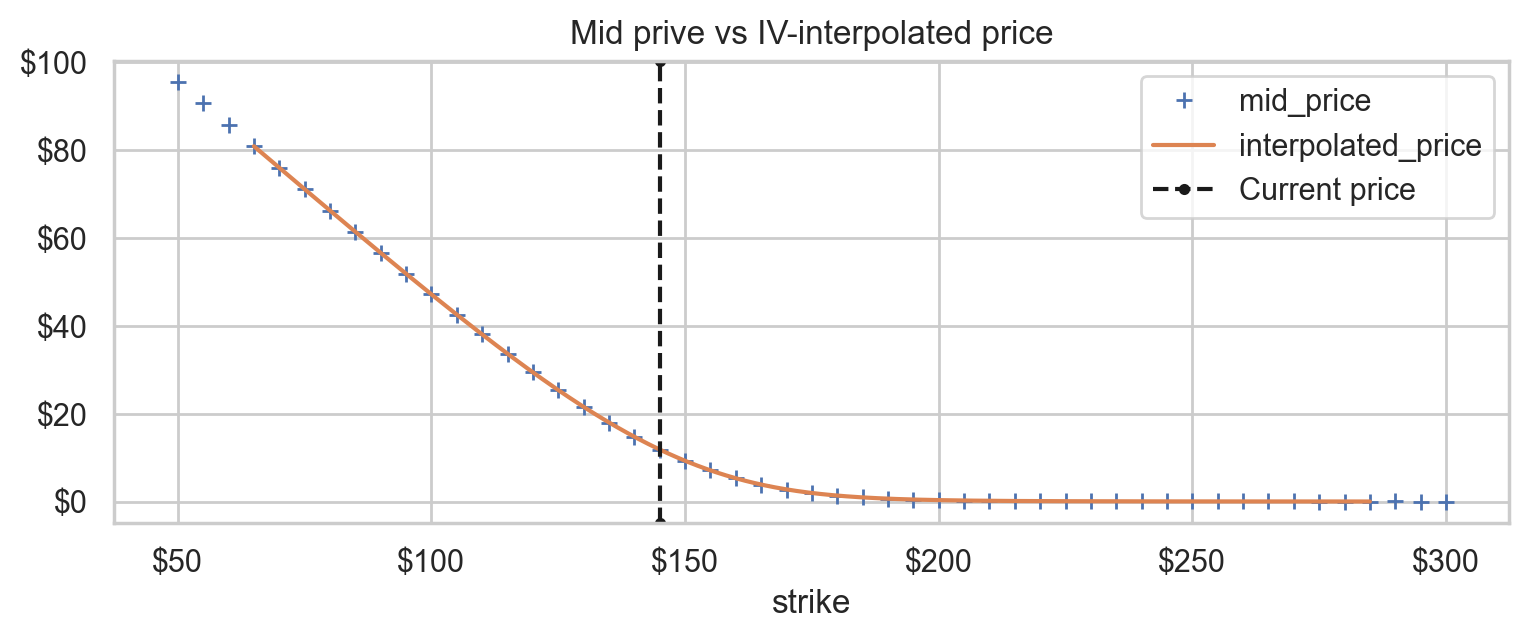 Mid prive vs IV-interpolated price
$100
$80
$60
$40
$20
$0
mid_price
interpolated_price
Current price
$50
$100
$150
$200
$250
$300
strike